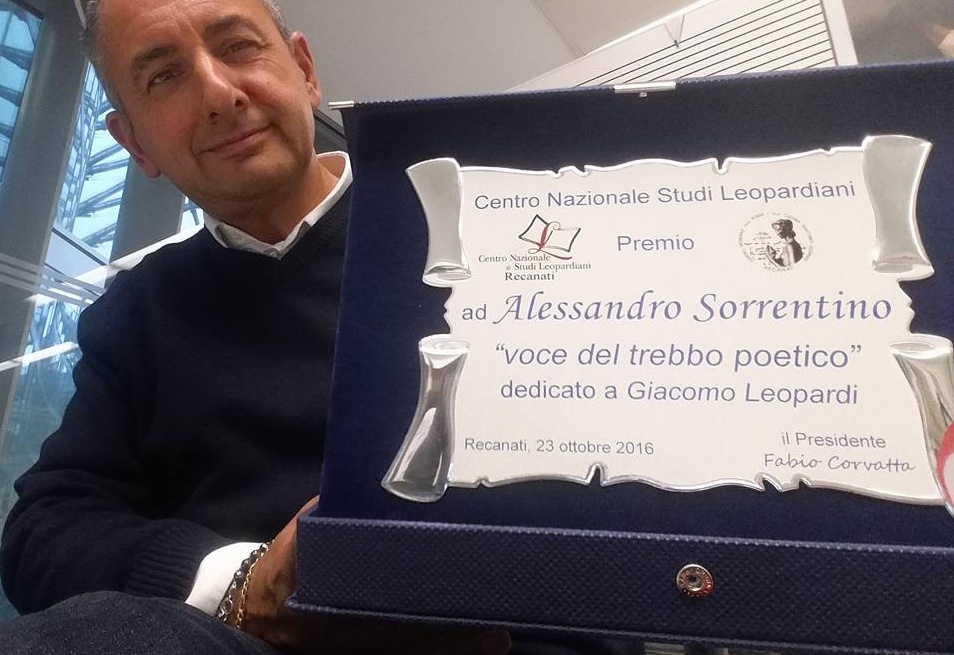 Centro Nazionale Studi Leopardiani
Centro Nazionale
e Studi Leopardiani
Recanati
Premio
RECANATI
ad Alessandro Sorrentino
“voce del trebbo poetico”
dedicato a Giacomo Leopardi
Recanati, 23 ottobre 2016
il Presidente
Fabio Corvatta